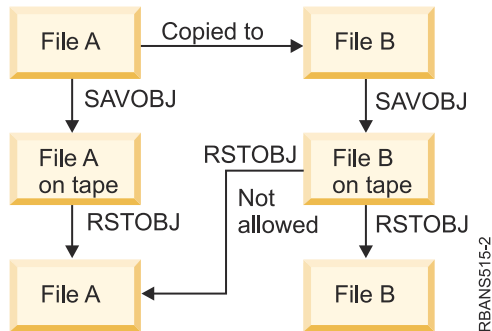 File A
Copied to
File B
SAVOBJ
SAVOBJ
File A
on tape
RSTOBJ
File B
on tape
Not
allowed
RSTOBJ
RSTOBJ
File A
File B
RBANS515-2